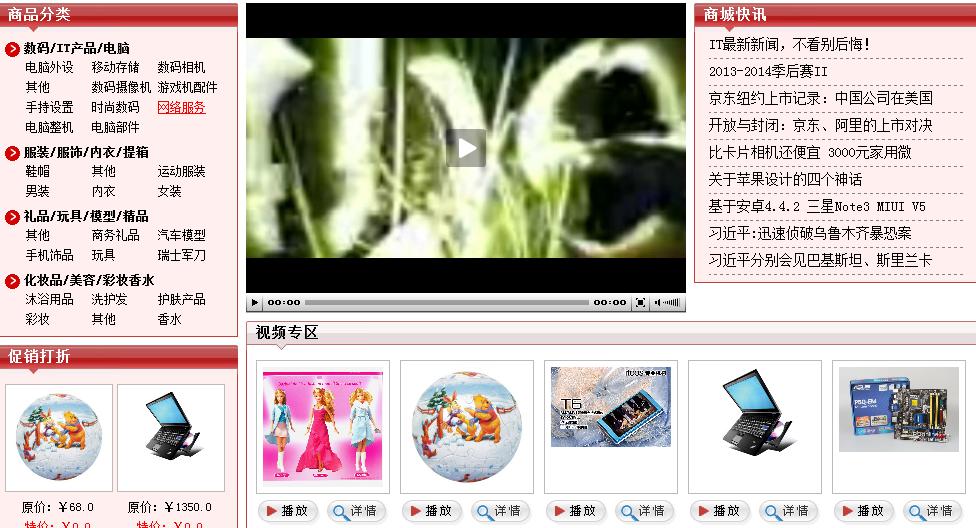 商品分类
数码/IT产品/电脑
电脑外设 移动存储 数码相机
其他 数码摄像机 游戏机配件
手持设置 时尚数码 网络服务
电脑整机 电脑部件
服装/服饰/内衣/提箱
鞋帽 其他 运动服装
男装 内衣 女装
礼品/玩具/模型/精品
其他 商务礼品 汽车模型
手机饰品 玩具 瑞士军刀
化妆品/美容/彩妆香水
沐浴用品 洗护发 护肤产品
彩妆 其他 香水
促销打折
原价：￥68.0 原价：￥1350.0
特价：￥0.0 特价：￥0.0
00:00 00:00
商城快讯
IT最新新闻，不看别后悔！
2013-2014季后赛II
京东纽约上市记录：中国公司在美国
开放与封闭：京东、阿里的上市对决
比卡片相机还便宜 3000元家用微
关于苹果设计的四个神话
基于安卓4.4.2 三星Note3 MIUI V5
习近平:迅速侦破乌鲁木齐暴恐案
习近平分别会见巴基斯坦、斯里兰卡
视频专区
T6
ASUS
P5Q-EM
播放 详情 播放 详情 播放 详情 播放 详情 播放 详情